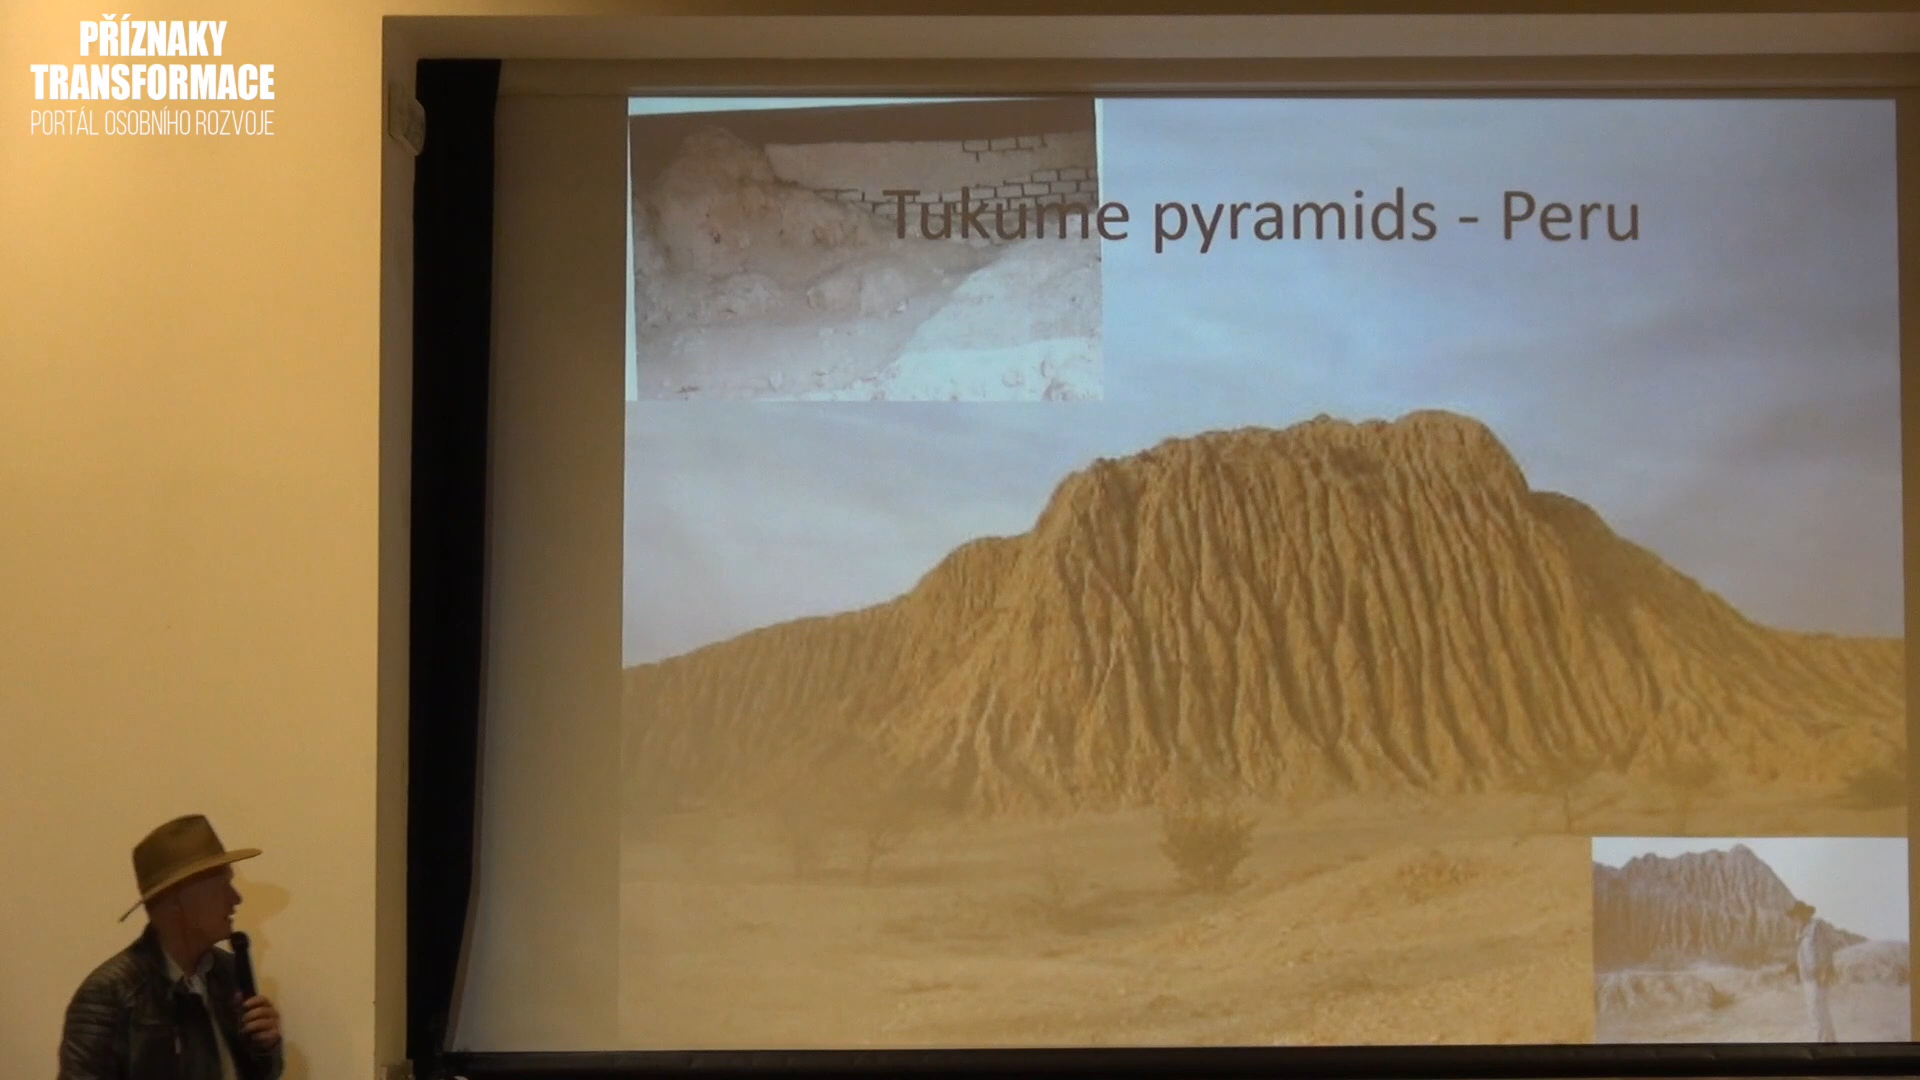 PŘÍZNAKY
TRANSFORMACE
PORTÁL OSOBNÍHO ROZVOJE
Tukume pyramids - Peru